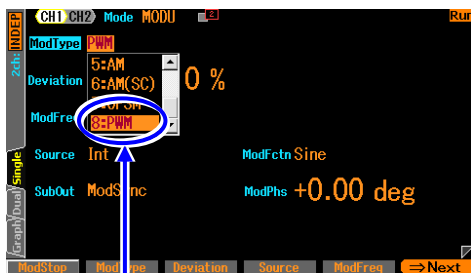 CH1 CH2 Mode MODU 2 Run
2ch: INDEP
ModType PWM
5:AM
Deviation 6:AM(SC) 0 %
ModFre 8:PWM
Source Int ModFctn Sine
SubOut ModSync ModPhs +0.00 deg
Graph Dual Single
ModStop ModType Deviation Source ModFreq ⇒Next